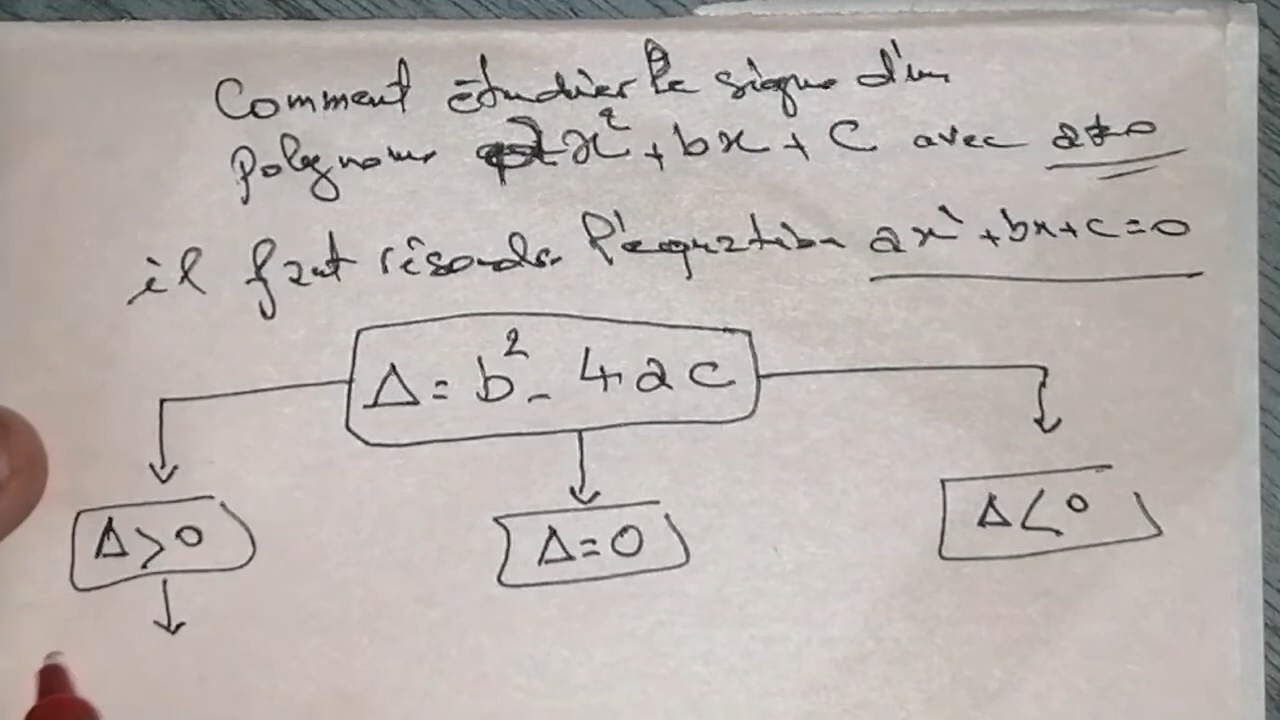 Comment étudier le signe d'un
polynome ax² + bx + c avec a≠0
il faut résoudre l'équation ax²+bx+c=0
Δ = b² - 4ac
Δ>0 Δ=0 Δ<0